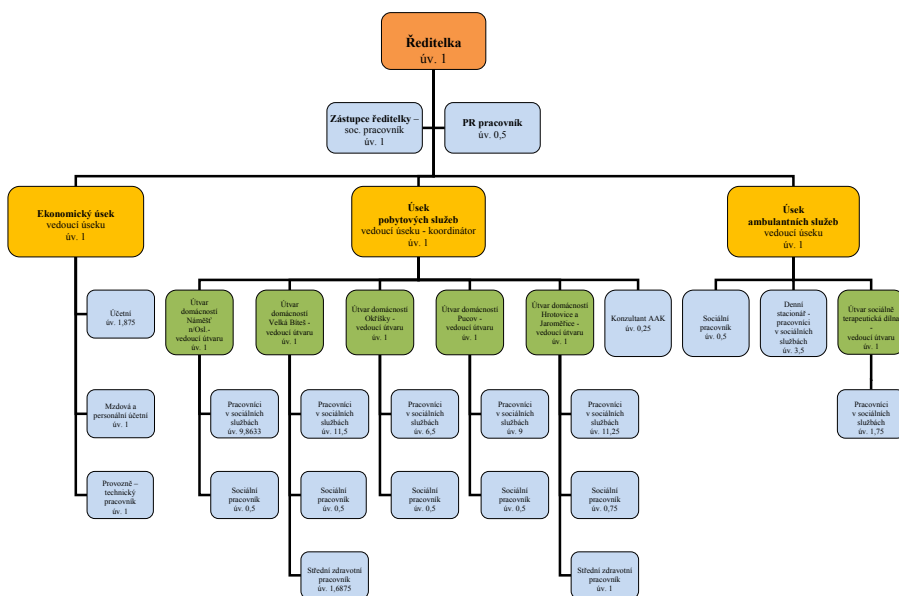 Ředitelka
úv. 1
Zástupce ředitelky –
soc. pracovník
úv. 1
PR pracovník
úv. 0,5
Ekonomický úsek
vedoucí úseku
úv. 1
Úsek
pobytových služeb
vedoucí úseku - koordinátor
úv. 1
Úsek
ambulantních služeb
vedoucí úseku
úv. 1
Účetní
úv. 1,875
Útvar
domácností
Náměšť
n/Osl.-
vedoucí útvaru
úv. 1
Útvar
domácností
Velká Bíteš -
vedoucí útvaru
úv. 1
Útvar domácností
Okříšky -
vedoucí útvaru
úv. 1
Útvar domácností
Pucov -
vedoucí útvaru
úv. 1
Útvar domácností
Hrotovice a
Jaroměřice -
vedoucí útvaru
úv. 1
Konzultant AAK
úv. 0,25
Sociální
pracovník
úv. 0,5
Denní
stacionář -
pracovníci
v sociálních
službách
úv. 3,5
Útvar sociálně
terapeutická dílna
-
vedoucí útvaru
úv. 1
Mzdová a
personální účetní
úv. 1
Pracovníci
v sociálních
službách
úv. 9,8633
Pracovníci
v sociálních
službách
úv. 11,5
Pracovníci
v sociálních
službách
úv. 6,5
Pracovníci
v sociálních
službách
úv. 9
Pracovníci
v sociálních
službách
úv. 11,25
Pracovníci
v sociálních
službách
úv. 1,75
Provozně –
technický
pracovník
úv. 1
Sociální
pracovník
úv. 0,5
Sociální
pracovník
úv. 0,5
Sociální
pracovník
úv. 0,5
Sociální
pracovník
úv. 0,5
Sociální
pracovník
úv. 0,75
Střední zdravotní
pracovník
úv. 1,6875
Střední zdravotní
pracovník
úv. 1